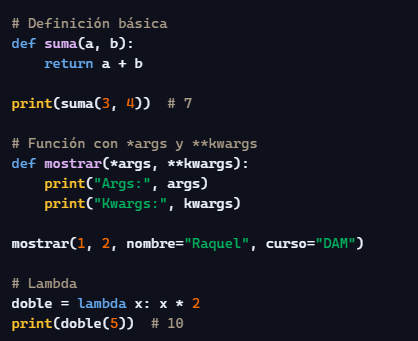 # Definición básica
def suma(a, b):
    return a + b

print(suma(3, 4))  # 7

# Función con *args y **kwargs
def mostrar(*args, **kwargs):
    print("Args:", args)
    print("Kwargs:", kwargs)

mostrar(1, 2, nombre="Raquel", curso="DAM")

# Lambda
doble = lambda x: x * 2
print(doble(5))  # 10